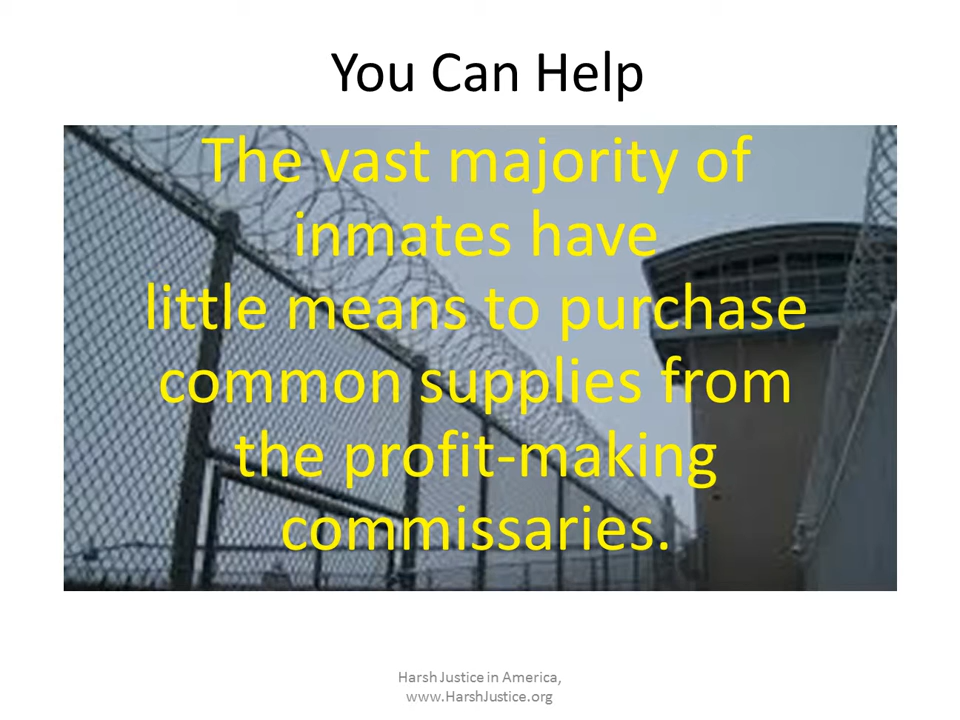 You Can Help
The vast majority of
inmates have
little means to purchase
common supplies from
the profit-making
commissaries.
Harsh Justice in America,
www.HarshJustice.org